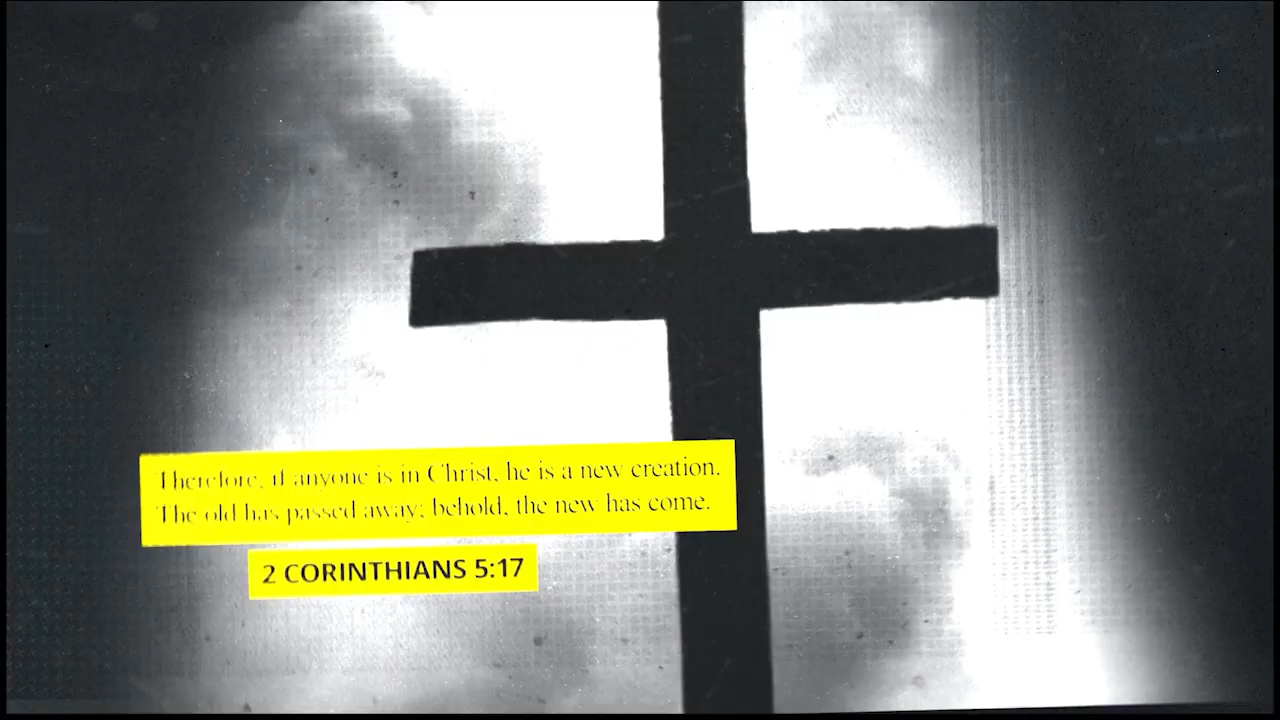 Therefore, if anyone is in Christ, he is a new creation.
The old has passed away; behold, the new has come.
2 CORINTHIANS 5:17